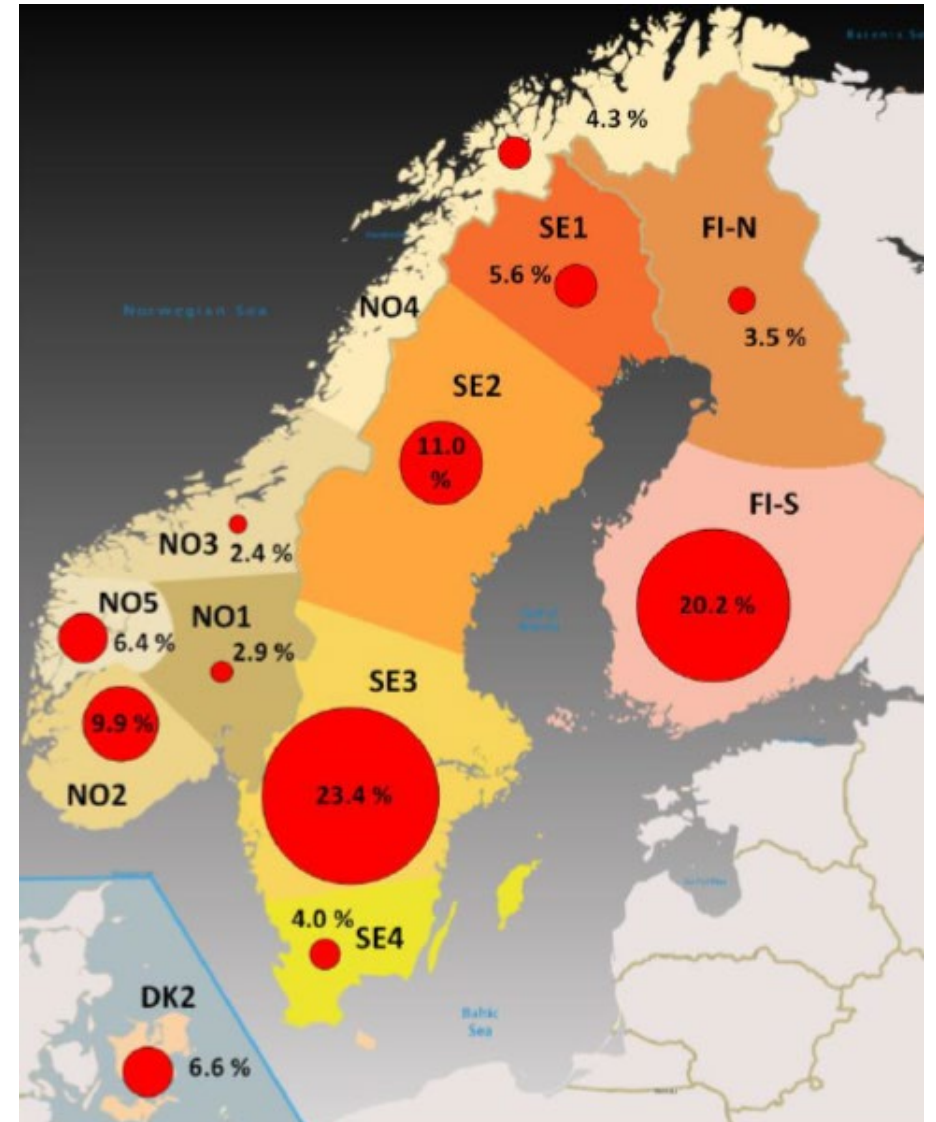 Barents Se
4.3 %
SE1
FI-N
5.6 %
NO4
Norwegian Sea
3.5 %
SE2
11.0
%
FI-S
NO3
2.4 %
NO5
NO1
20.2 %
6.4 %
2.9 %
SE3
9.9 %
NO2
23.4 %
4.0 %
SE4
DK2
Baltic
Sea
6.6 %